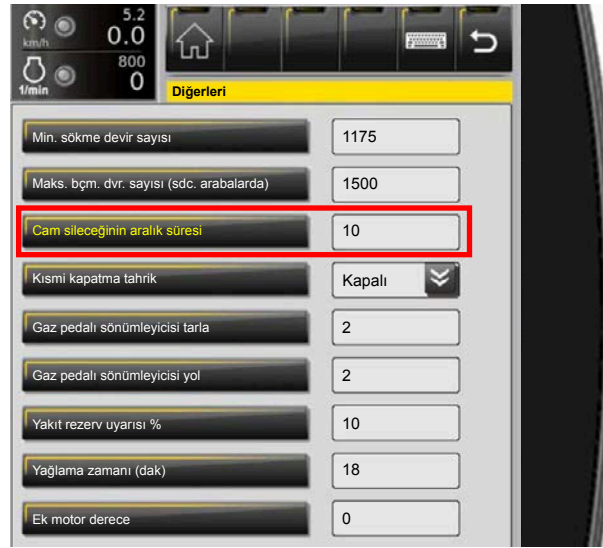 5.2
km/h
0.0
800
1/min
0
Diğerleri
Min. sökme devir sayısı
1175
Maks. bçm. dvr. sayısı (sdc. arabalarda)
1500
Cam sileceğinin aralık süresi
10
Kısmi kapatma tahrik
Kapalı
Gaz pedalı sönümleyicisi tarla
2
Gaz pedalı sönümleyicisi yol
2
Yakıt rezerv uyarısı %
10
Yağlama zamanı (dak)
18
Ek motor derece
0